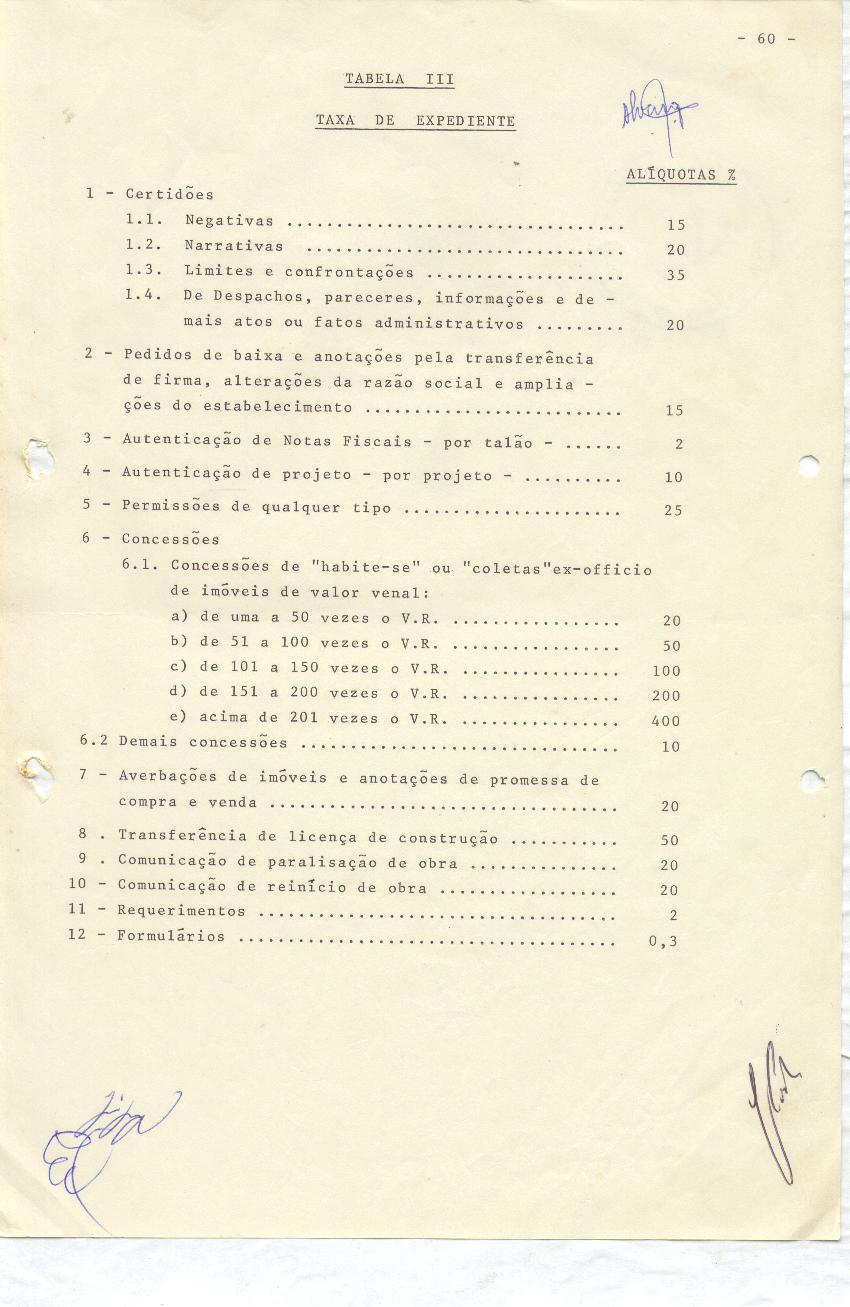 - 60 -
TABELA III
TAXA DE EXPEDIENTE
ALÍQUOTAS %
1 - Certidões
1.1. Negativas .................................. 15
1.2. Narrativas ................................ 20
1.3. Limites e confrontações .................... 35
1.4. De Despachos, pareceres, informações e de -
mais atos ou fatos administrativos ......... 20
2 - Pedidos de baixa e anotações pela transferência
de firma, alterações da razão social e amplia -
ções do estabelecimento .......................... 15
3 - Autenticação de Notas Fiscais - por talão - ...... 2
4 - Autenticação de projeto - por projeto - .......... 10
5 - Permissões de qualquer tipo ...................... 25
6 - Concessões
6.1. Concessões de "habite-se" ou "coletas"ex-officio
de imóveis de valor venal:
a) de uma a 50 vezes o V.R. ................. 20
b) de 51 a 100 vezes o V.R. ................. 50
c) de 101 a 150 vezes o V.R. ................ 100
d) de 151 a 200 vezes o V.R. ................ 200
e) acima de 201 vezes o V.R. ................ 400
6.2 Demais concessões ................................ 10
7 - Averbações de imóveis e anotações de promessa de
compra e venda ................................... 20
8 . Transferência de licença de construção ........... 50
9 . Comunicação de paralisação de obra ............... 20
10 - Comunicação de reinício de obra .................. 20
11 - Requerimentos .................................... 2
12 - Formulários ...................................... 0,3